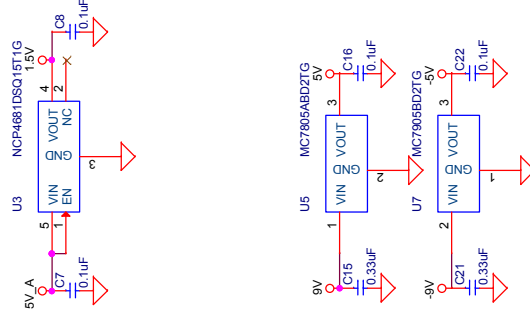 NCP4681DSQ15T1G
1.5V
C8
0.1uF
4
2
VOUT
NC
GND
3
VIN
EN
U3
5
1
5V_A
C7
0.1uF
MC7805ABD2TG
5V
C16
0.1uF
3
VOUT
GND
2
VIN
U5
1
9V
C15
0.33uF
MC7905BD2TG
-5V
C22
0.1uF
3
VOUT
GND
1
VIN
U7
2
-9V
C21
0.33uF